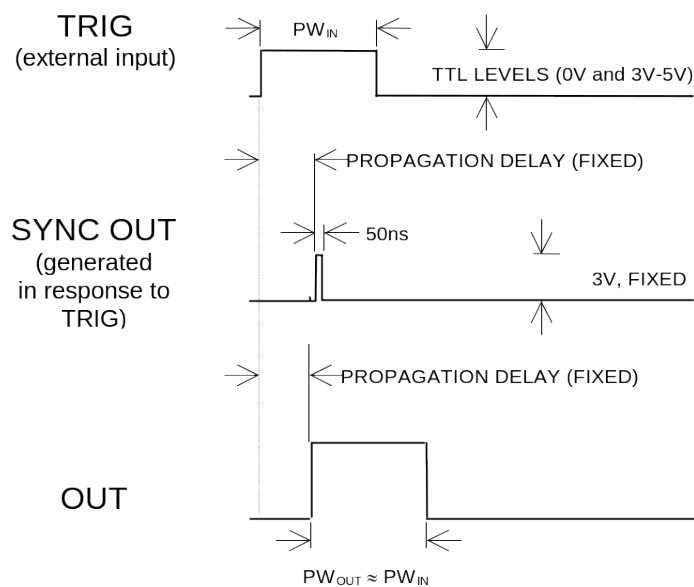 TRIG
(external input)
PW_IN
TTL LEVELS (0V and 3V-5V)
PROPAGATION DELAY (FIXED)
SYNC OUT
(generated
in response to
TRIG)
50ns
3V, FIXED
PROPAGATION DELAY (FIXED)
OUT
PW_OUT ≈ PW_IN